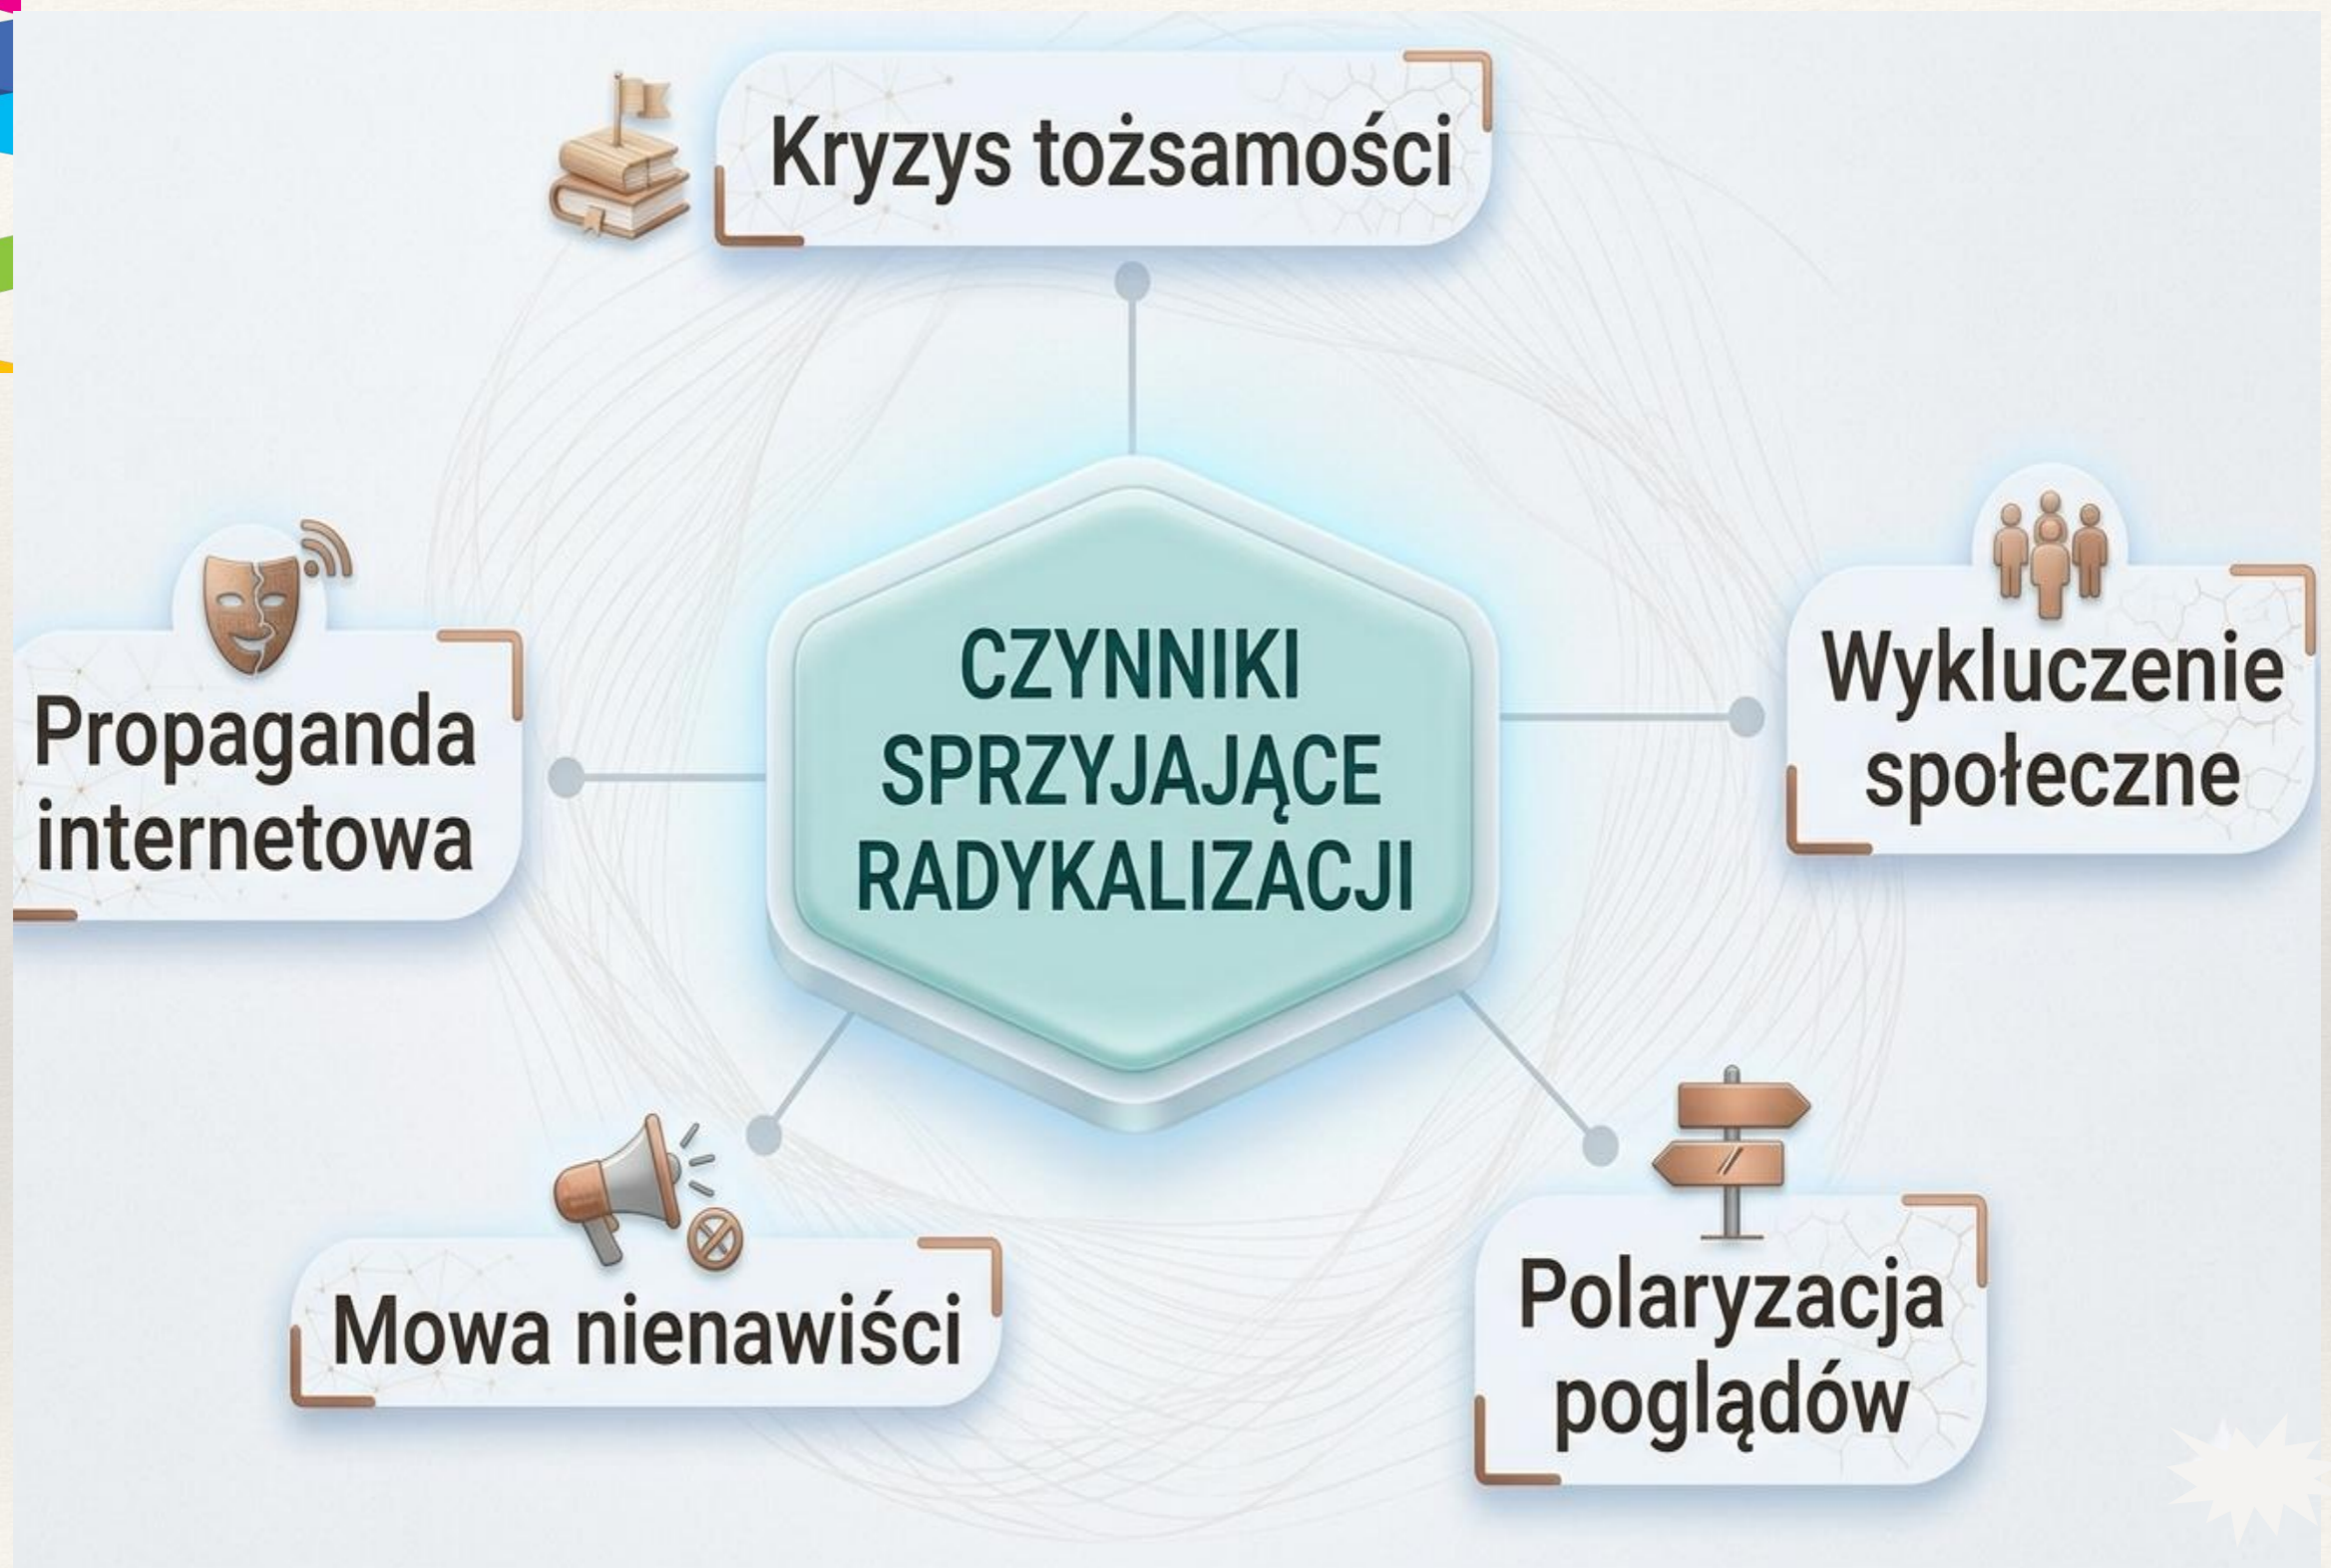 Kryzys tożsamości
Propaganda
internetowa
CZYNNIKI
SPRZYJAJĄCE
RADYKALIZACJI
Wykluczenie
społeczne
Mowa nienawiści
Polaryzacja
poglądów